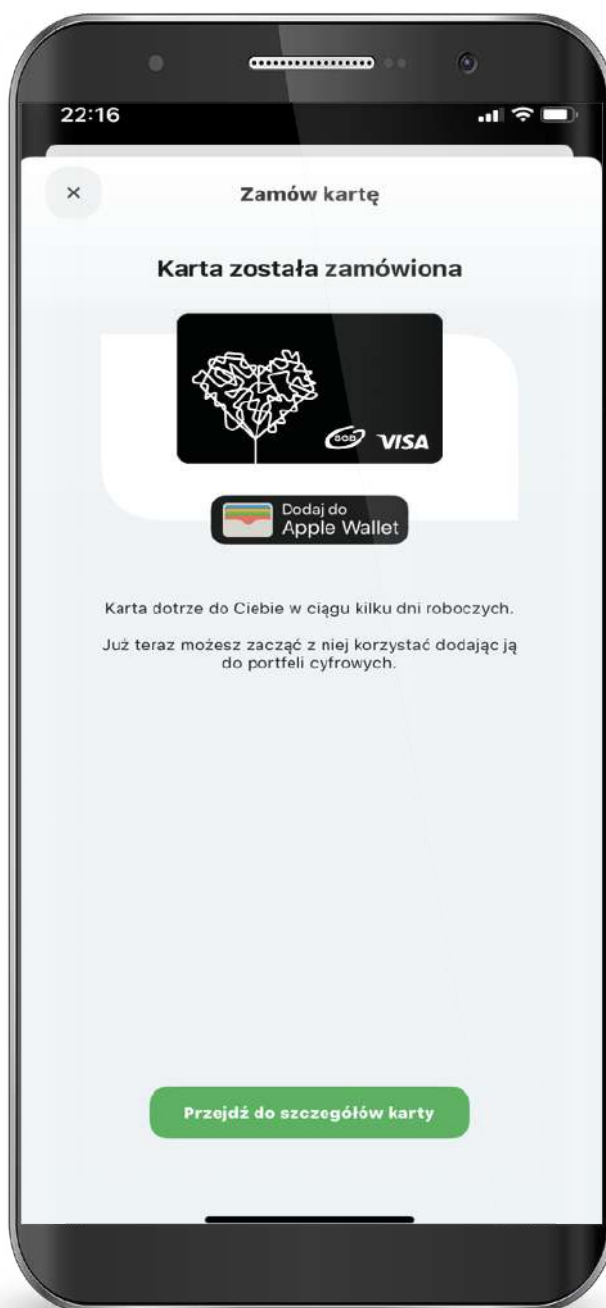 22:16
Zamów kartę
Karta została zamówiona
SGB VISA
Dodaj do
Apple Wallet
Karta dotrze do Ciebie w ciągu kilku dni roboczych.
Już teraz możesz zacząć z niej korzystać dodając ją
do portfeli cyfrowych.
Przejdź do szczegółów karty